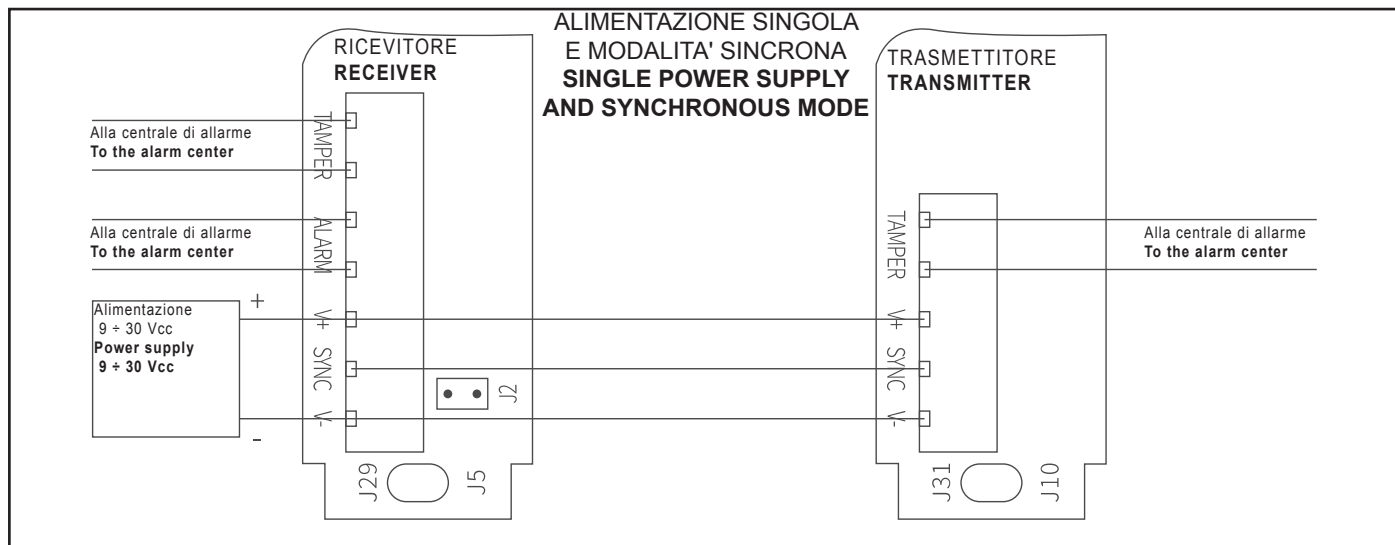 ALIMENTAZIONE SINGOLA
E MODALITA' SINCRONA
SINGLE POWER SUPPLY
AND SYNCHRONOUS MODE
RICEVITORE
RECEIVER
Alla centrale di allarme
To the alarm center
TAMPER
Alla centrale di allarme
To the alarm center
ALARM
Alimentazione
9 ÷ 30 Vcc
Power supply
9 ÷ 30 Vcc
+
-
V+
SYNC
V-
J2
J29
J5
TRASMETTITORE
TRANSMITTER
TAMPER
Alla centrale di allarme
To the alarm center
V+
SYNC
V-
J31
J10